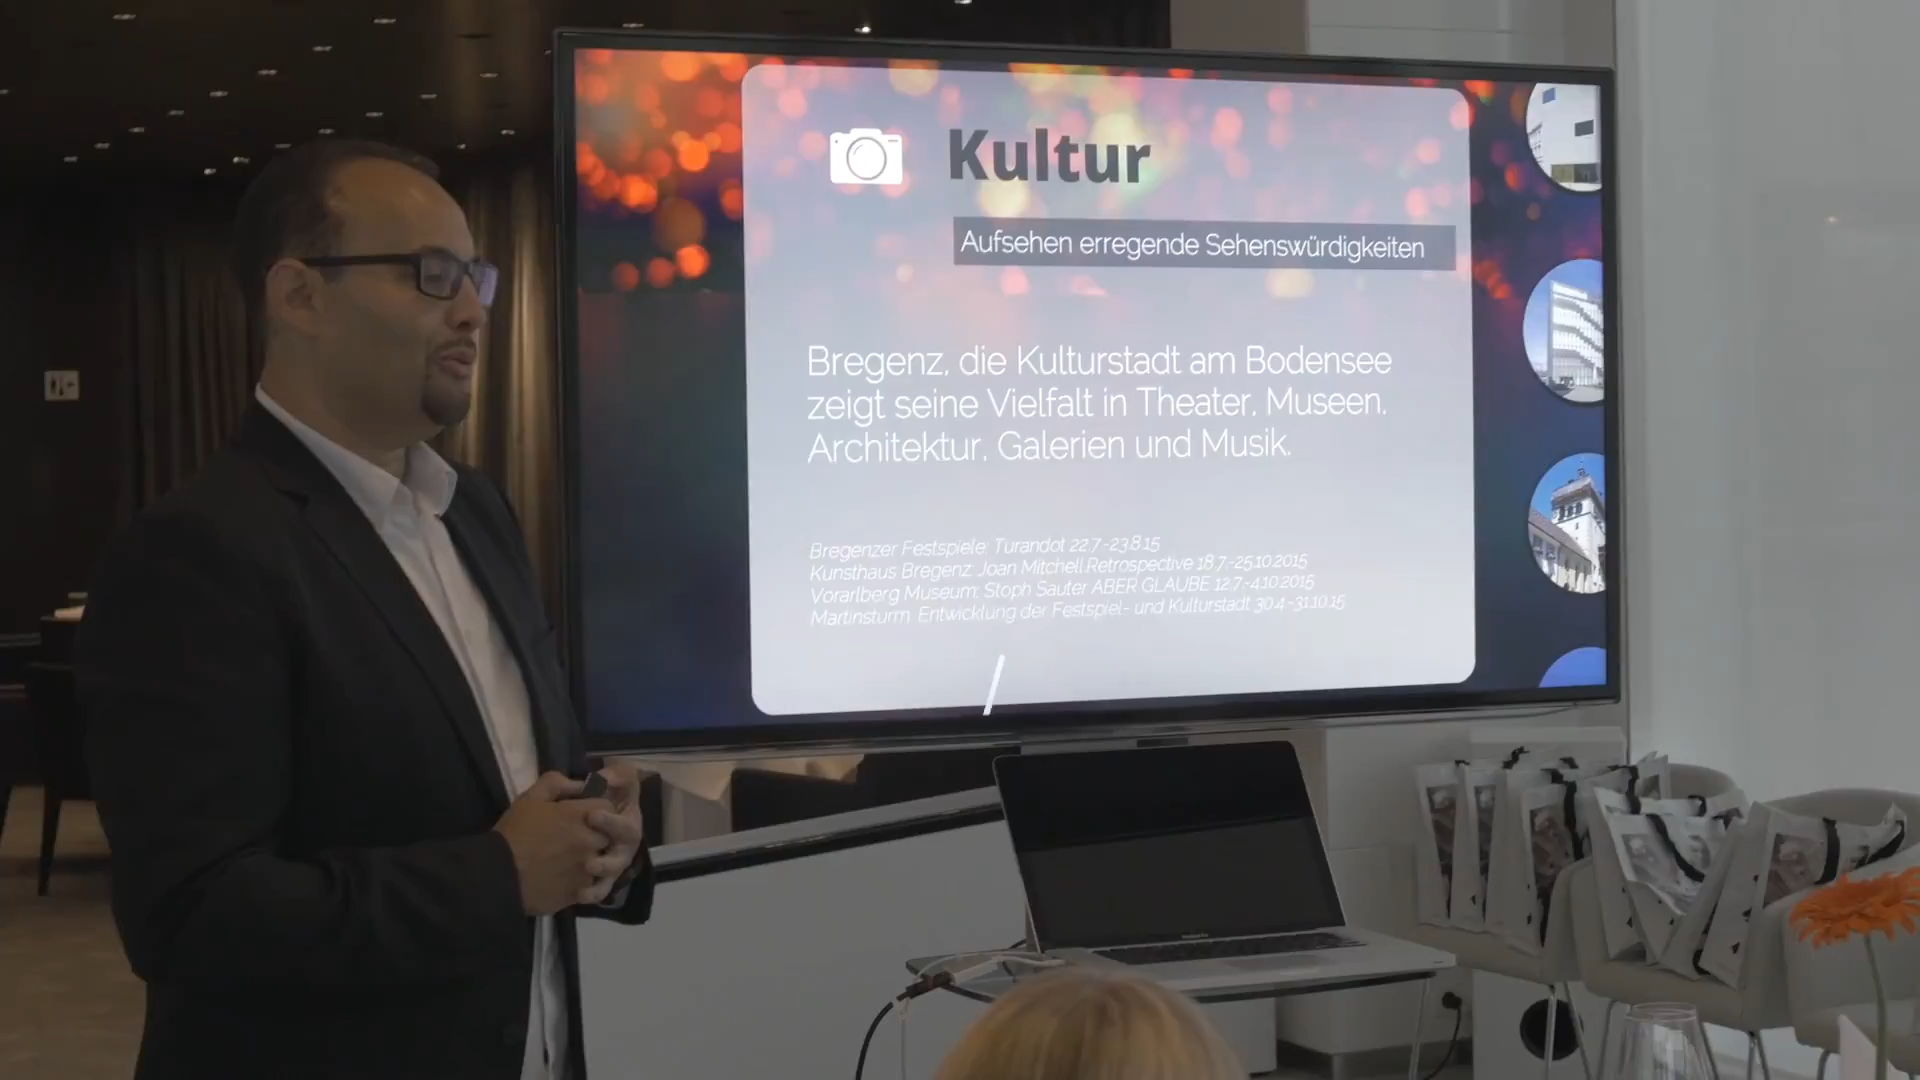 Kultur
Aufsehen erregende Sehenswürdigkeiten
Bregenz, die Kulturstadt am Bodensee
zeigt seine Vielfalt in Theater, Museen,
Architektur, Galerien und Musik.
Bregenzer Festspiele: Turandot 22.7.-23.8.15
Kunsthaus Bregenz: Joan Mitchell Retrospective 18.7.-25.10.2015
Vorarlberg Museum: Stoph Sauter ABER GLAUBE 12.7.-4.10.2015
Martinsturm: Entwicklung der Festspiel- und Kulturstadt 30.4.-31.10.15